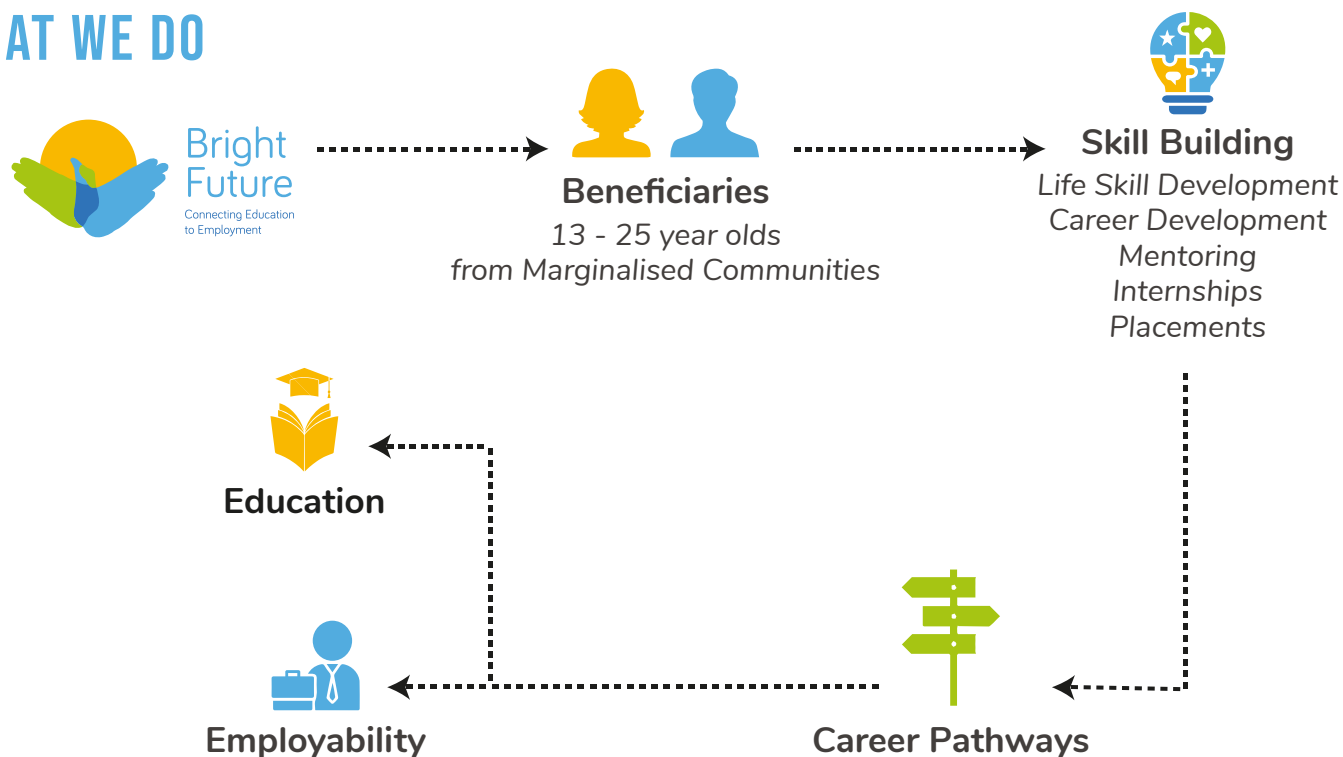 AT WE DO
Bright
Future
Connecting Education
to Employment
Beneficiaries
13 - 25 year olds
from Marginalised Communities
Skill Building
Life Skill Development
Career Development
Mentoring
Internships
Placements
Education
Employability
Career Pathways